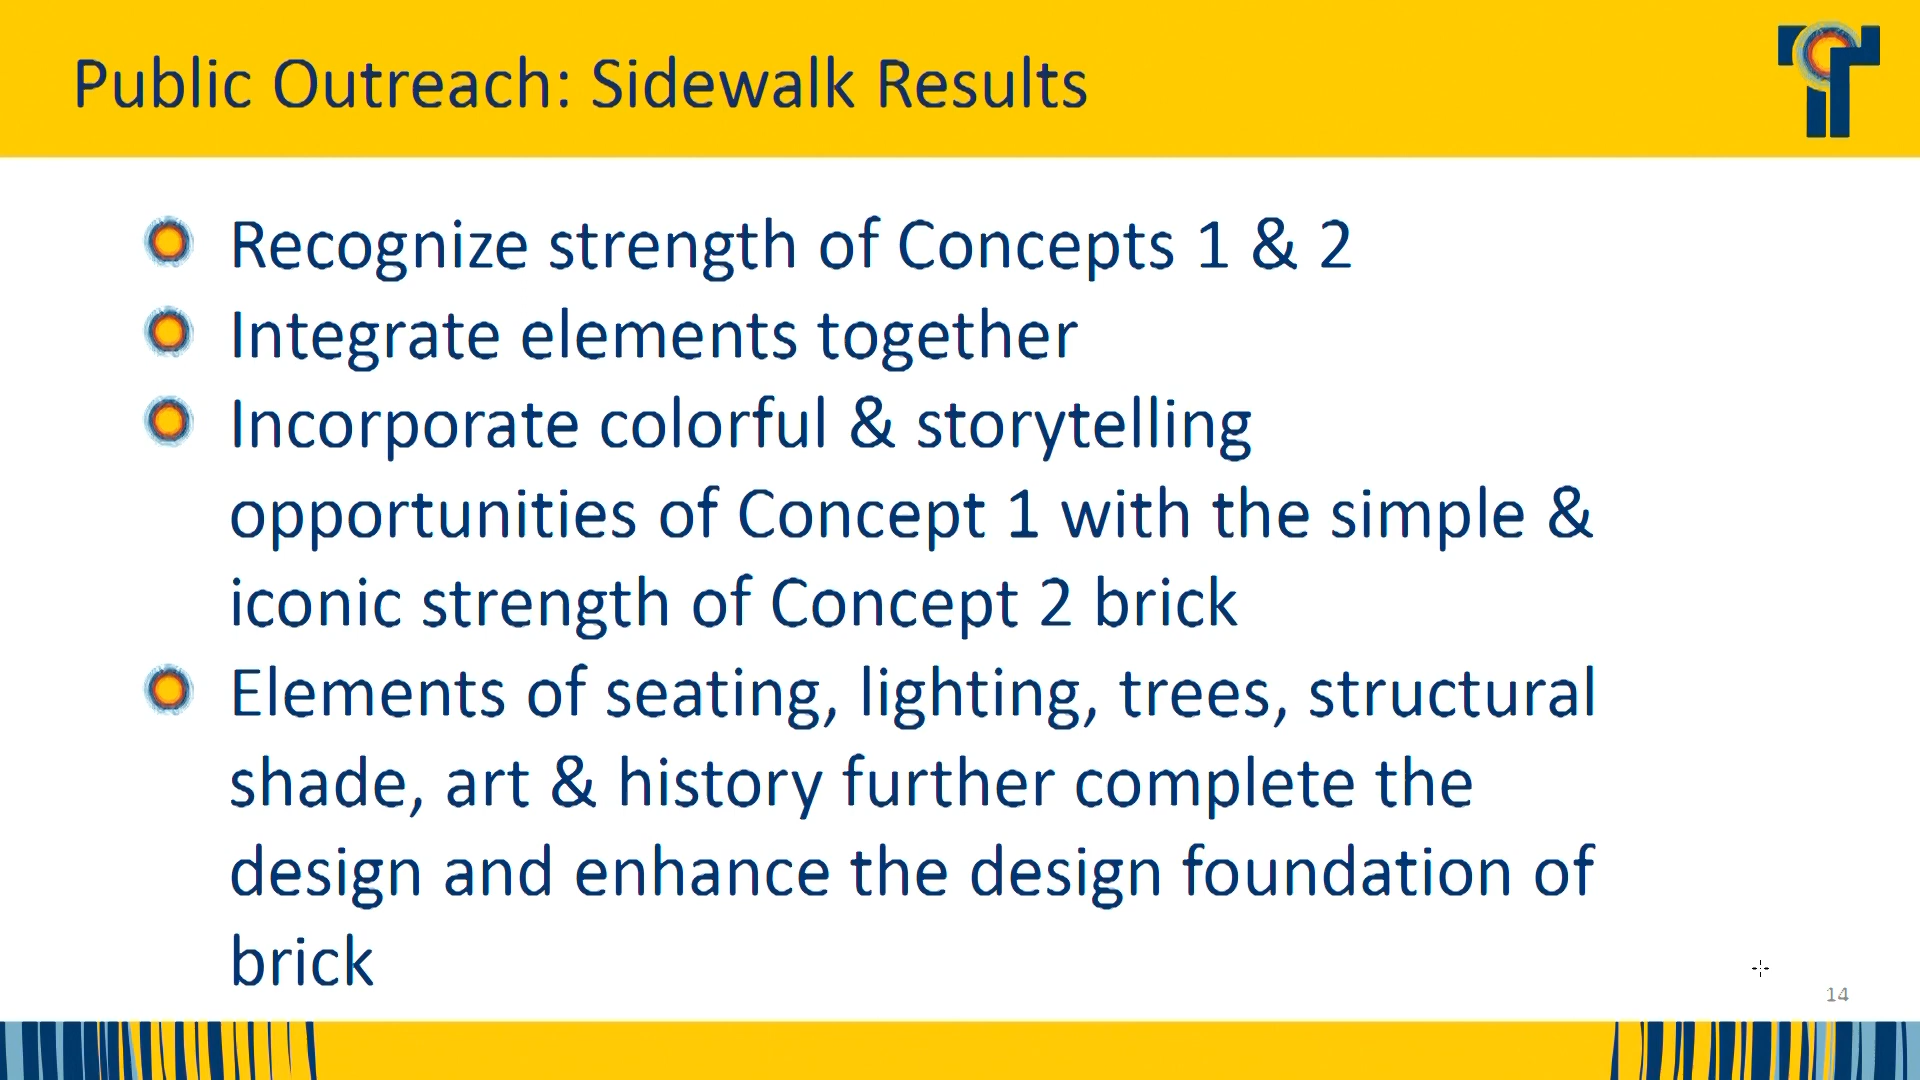 Public Outreach: Sidewalk Results
Recognize strength of Concepts 1 & 2
Integrate elements together
Incorporate colorful & storytelling
opportunities of Concept 1 with the simple &
iconic strength of Concept 2 brick
Elements of seating, lighting, trees, structural
shade, art & history further complete the
design and enhance the design foundation of
brick
14